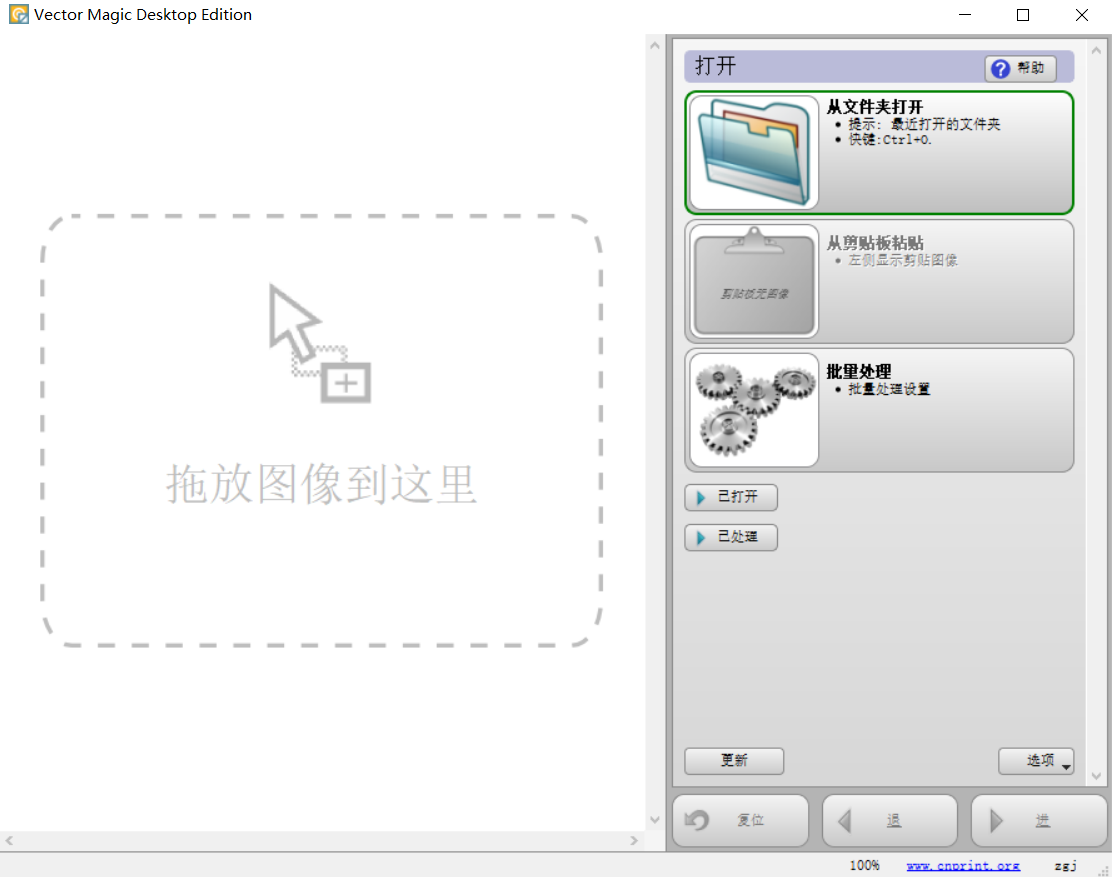 Vector Magic Desktop Edition
打开
帮助
从文件夹打开
提示: 最近打开的文件夹
快键:Ctrl+O.
从剪贴板粘贴
左侧显示剪贴图像
剪贴板无图像
批量处理
批量处理设置
拖放图像到这里
已打开
已处理
更新
选项
复位
退
进
100%
www.cnprint.org
zgj